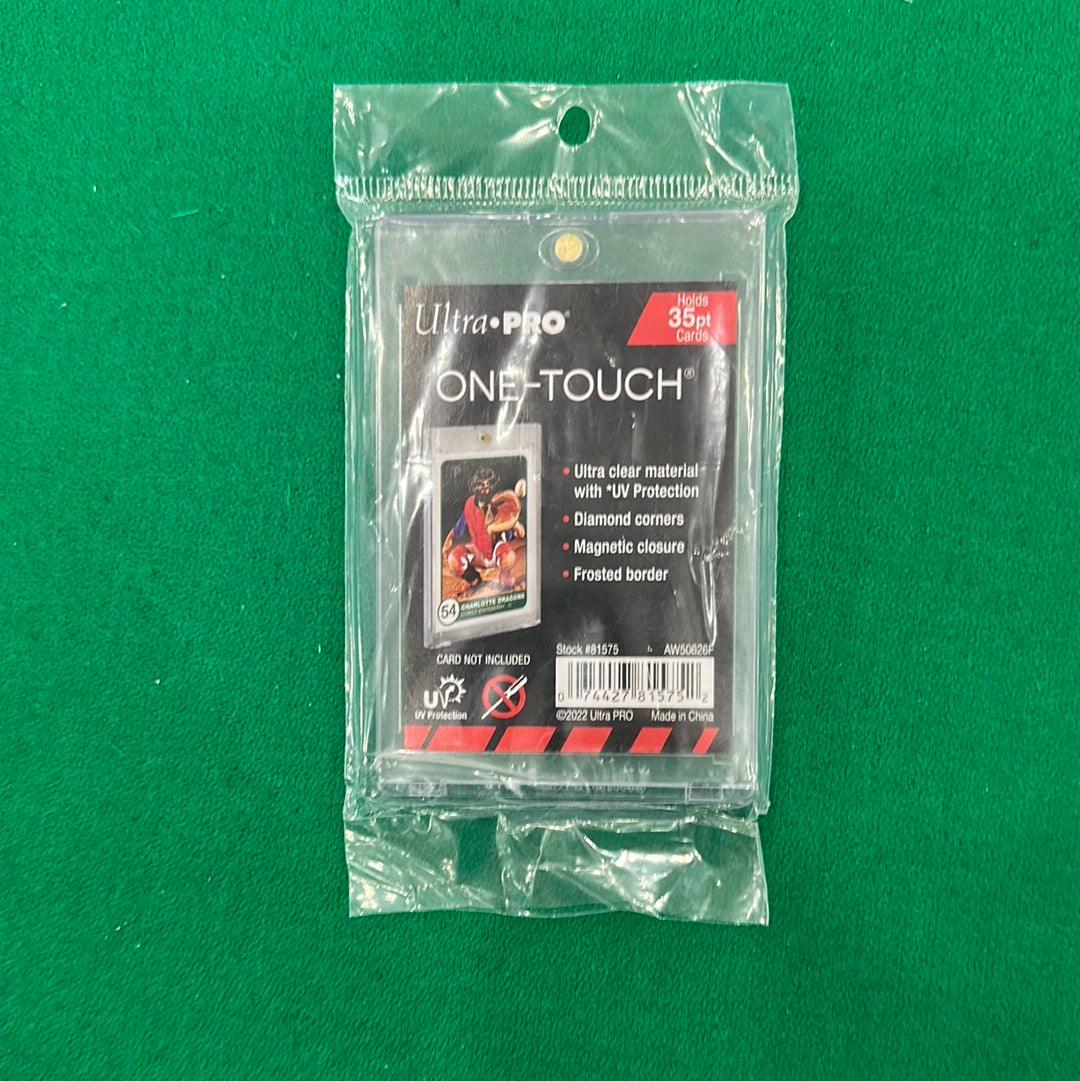 Ultra•PRO®
Holds
35pt
Cards
ONE-TOUCH®
• Ultra clear material
with *UV Protection
• Diamond corners
• Magnetic closure
• Frosted border
54
CHARLOTTE DRAGONS
CARD NOT INCLUDED
Stock #81575
AW50626F
UV
UV Protection
0 74427 81575 2
©2022 Ultra PRO
Made in China